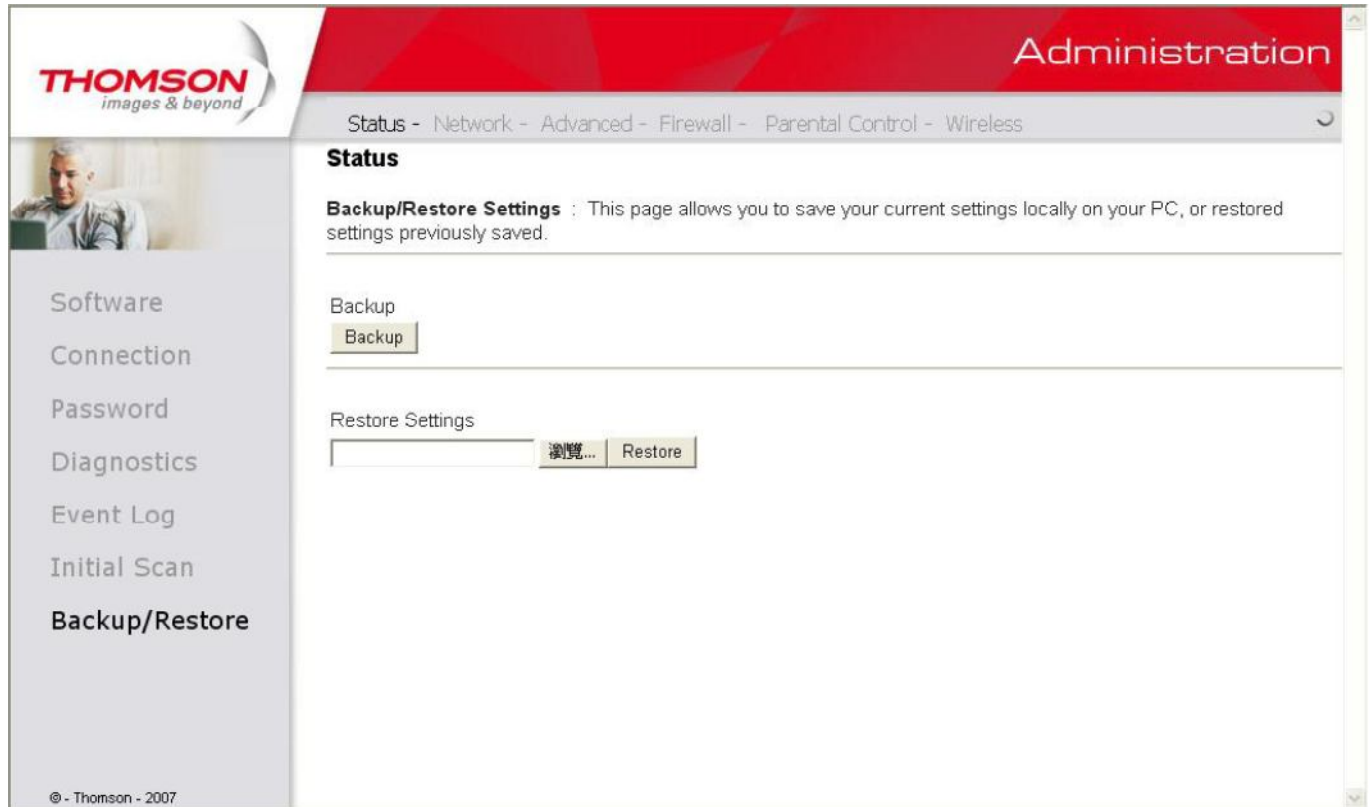 THOMSON
images & beyond
Administration
Status - Network - Advanced - Firewall - Parental Control - Wireless
Status
Backup/Restore Settings : This page allows you to save your current settings locally on your PC, or restored
settings previously saved.
Software
Connection
Password
Diagnostics
Event Log
Initial Scan
Backup/Restore
Backup
Backup
Restore Settings
瀏覽... Restore
© - Thomson - 2007